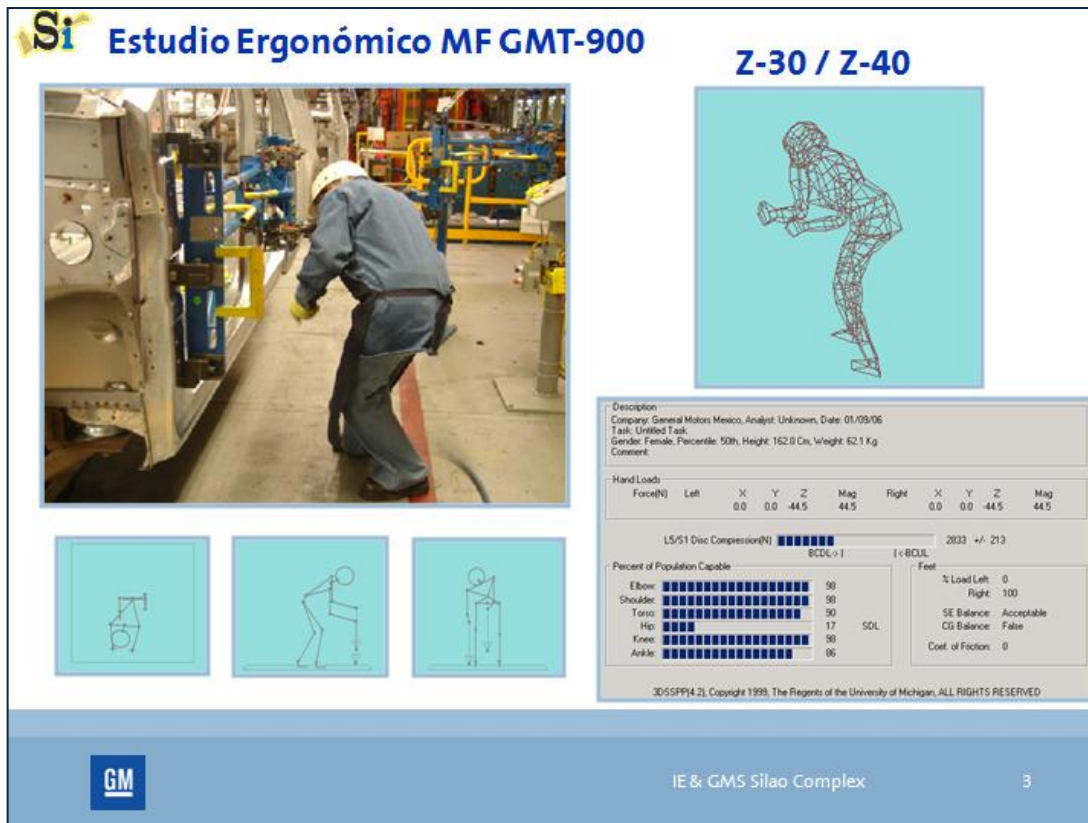 Si
Estudio Ergonómico MF GMT-900
Z-30 / Z-40
Description
Company: General Motors Mexico, Analyst: Unknown, Date: 01/09/06
Task: Untitled Task
Gender: Female, Percentile: 50th, Height: 162.0 Cm, Weight: 62.1 Kg
Comment:
Hand Loads
Force(N) Left X Y Z Mag Right X Y Z Mag
0.0 0.0 -44.5 44.5 0.0 0.0 -44.5 44.5
L5/S1 Disc Compression(N) 2833 +/- 213
BCDL-> | |<-BCUL
Percent of Population Capable
Elbow: 98
Shoulder: 98
Torso: 90
Hip: 17 SDL
Knee: 98
Ankle: 86
Feet
% Load Left: 0
Right: 100
SE Balance: Acceptable
CG Balance: False
Coef. of Friction: 0
3DSSPP(4.2), Copyright 1999, The Regents of the University of Michigan, ALL RIGHTS RESERVED
GM
IE & GMS Silao Complex
3